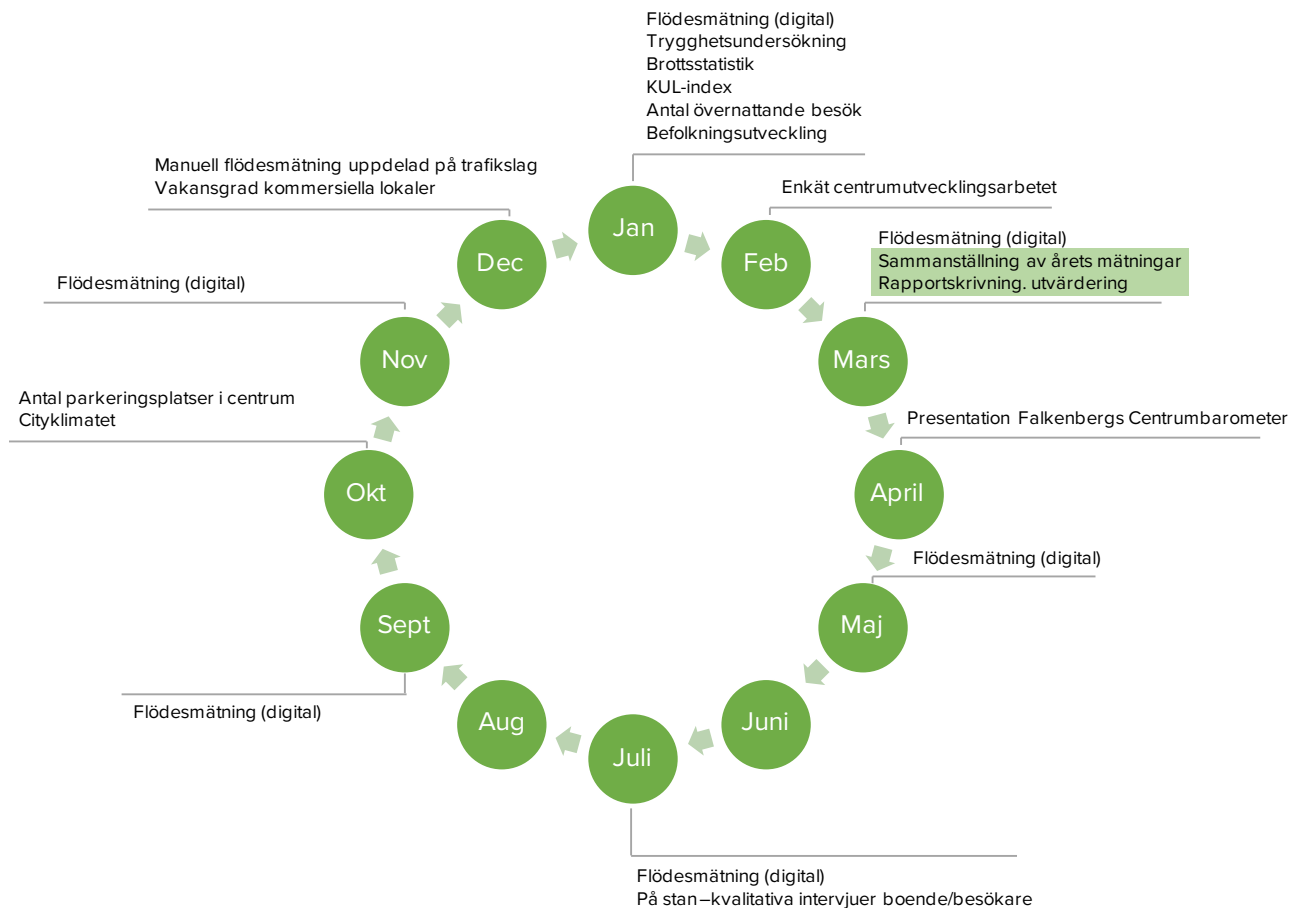 Flödesmätning (digital)
Trygghetsundersökning
Brottsstatistik
KUL-index
Antal övernattande besök
Befolkningsutveckling
Jan
Enkät centrumutvecklingsarbetet
Feb
Flödesmätning (digital)
Sammanställning av årets mätningar
Rapportskrivning. utvärdering
Mars
Presentation Falkenbergs Centrumbarometer
April
Flödesmätning (digital)
Maj
Juni
Juli
Flödesmätning (digital)
På stan–kvalitativa intervjuer boende/besökare
Aug
Sept
Flödesmätning (digital)
Antal parkeringsplatser i centrum
Cityklimatet
Okt
Flödesmätning (digital)
Nov
Manuell flödesmätning uppdelad på trafikslag
Vakansgrad kommersiella lokaler
Dec